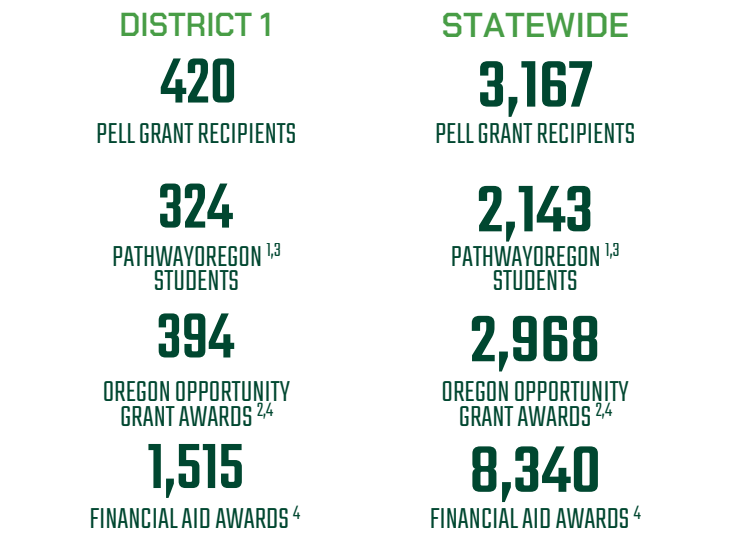 DISTRICT 1
420
PELL GRANT RECIPIENTS
324
PATHWAYOREGON 1,3
STUDENTS
394
OREGON OPPORTUNITY
GRANT AWARDS 2,4
1,515
FINANCIAL AID AWARDS 4
STATEWIDE
3,167
PELL GRANT RECIPIENTS
2,143
PATHWAYOREGON 1,3
STUDENTS
2,968
OREGON OPPORTUNITY
GRANT AWARDS 2,4
8,340
FINANCIAL AID AWARDS 4